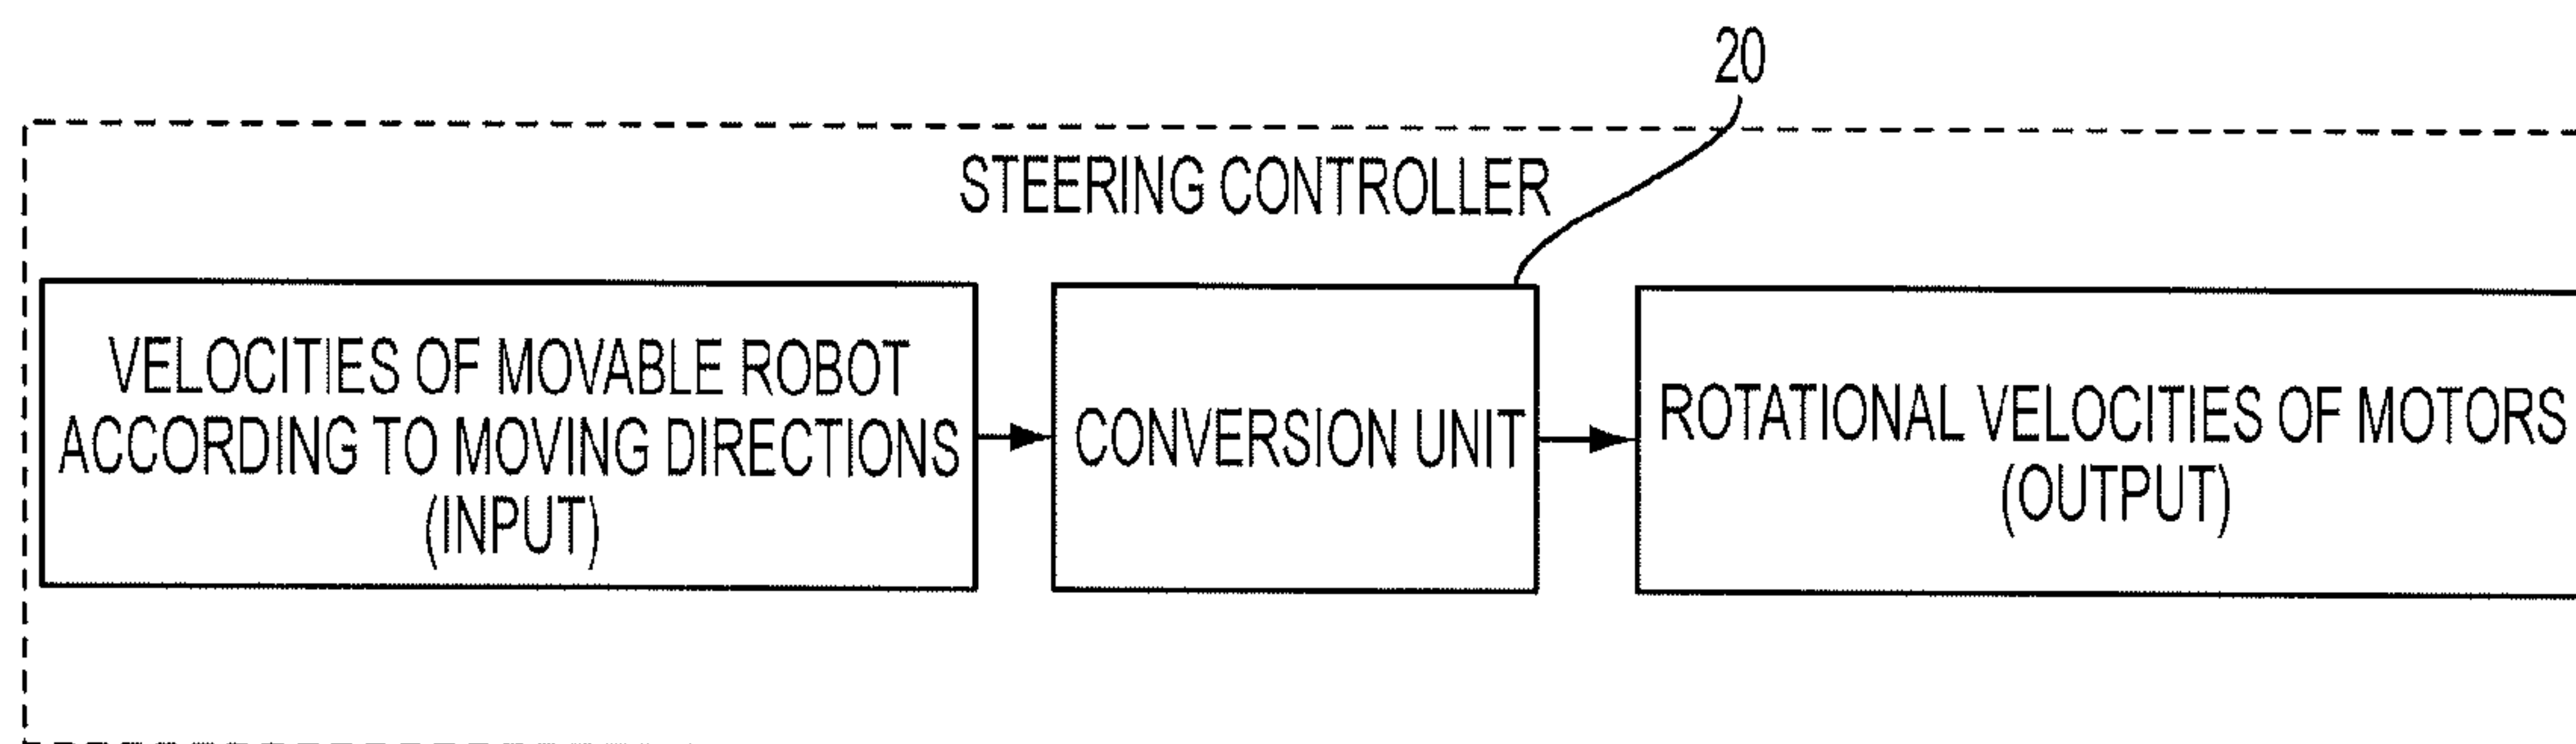 20
STEERING CONTROLLER
VELOCITIES OF MOVABLE ROBOT
ACCORDING TO MOVING DIRECTIONS
(INPUT)
CONVERSION UNIT
ROTATIONAL VELOCITIES OF MOTORS
(OUTPUT)